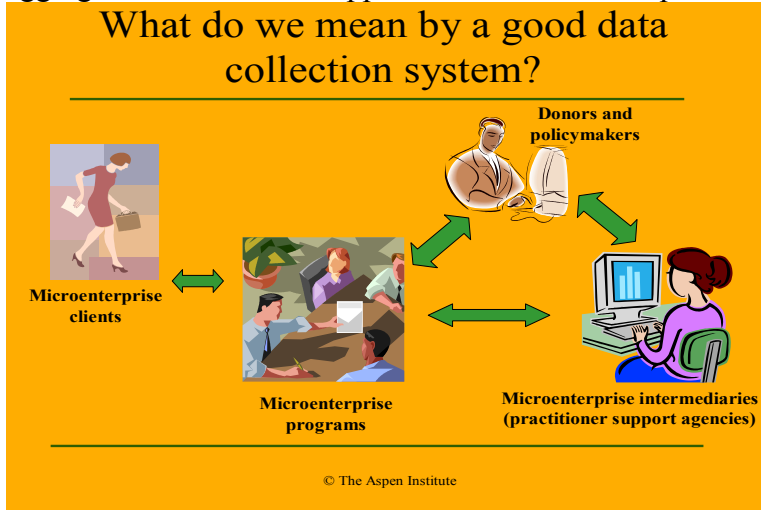 What do we mean by a good data
collection system?
Donors and
policymakers
Microenterprise
clients
Microenterprise
programs
Microenterprise intermediaries
(practitioner support agencies)
© The Aspen Institute